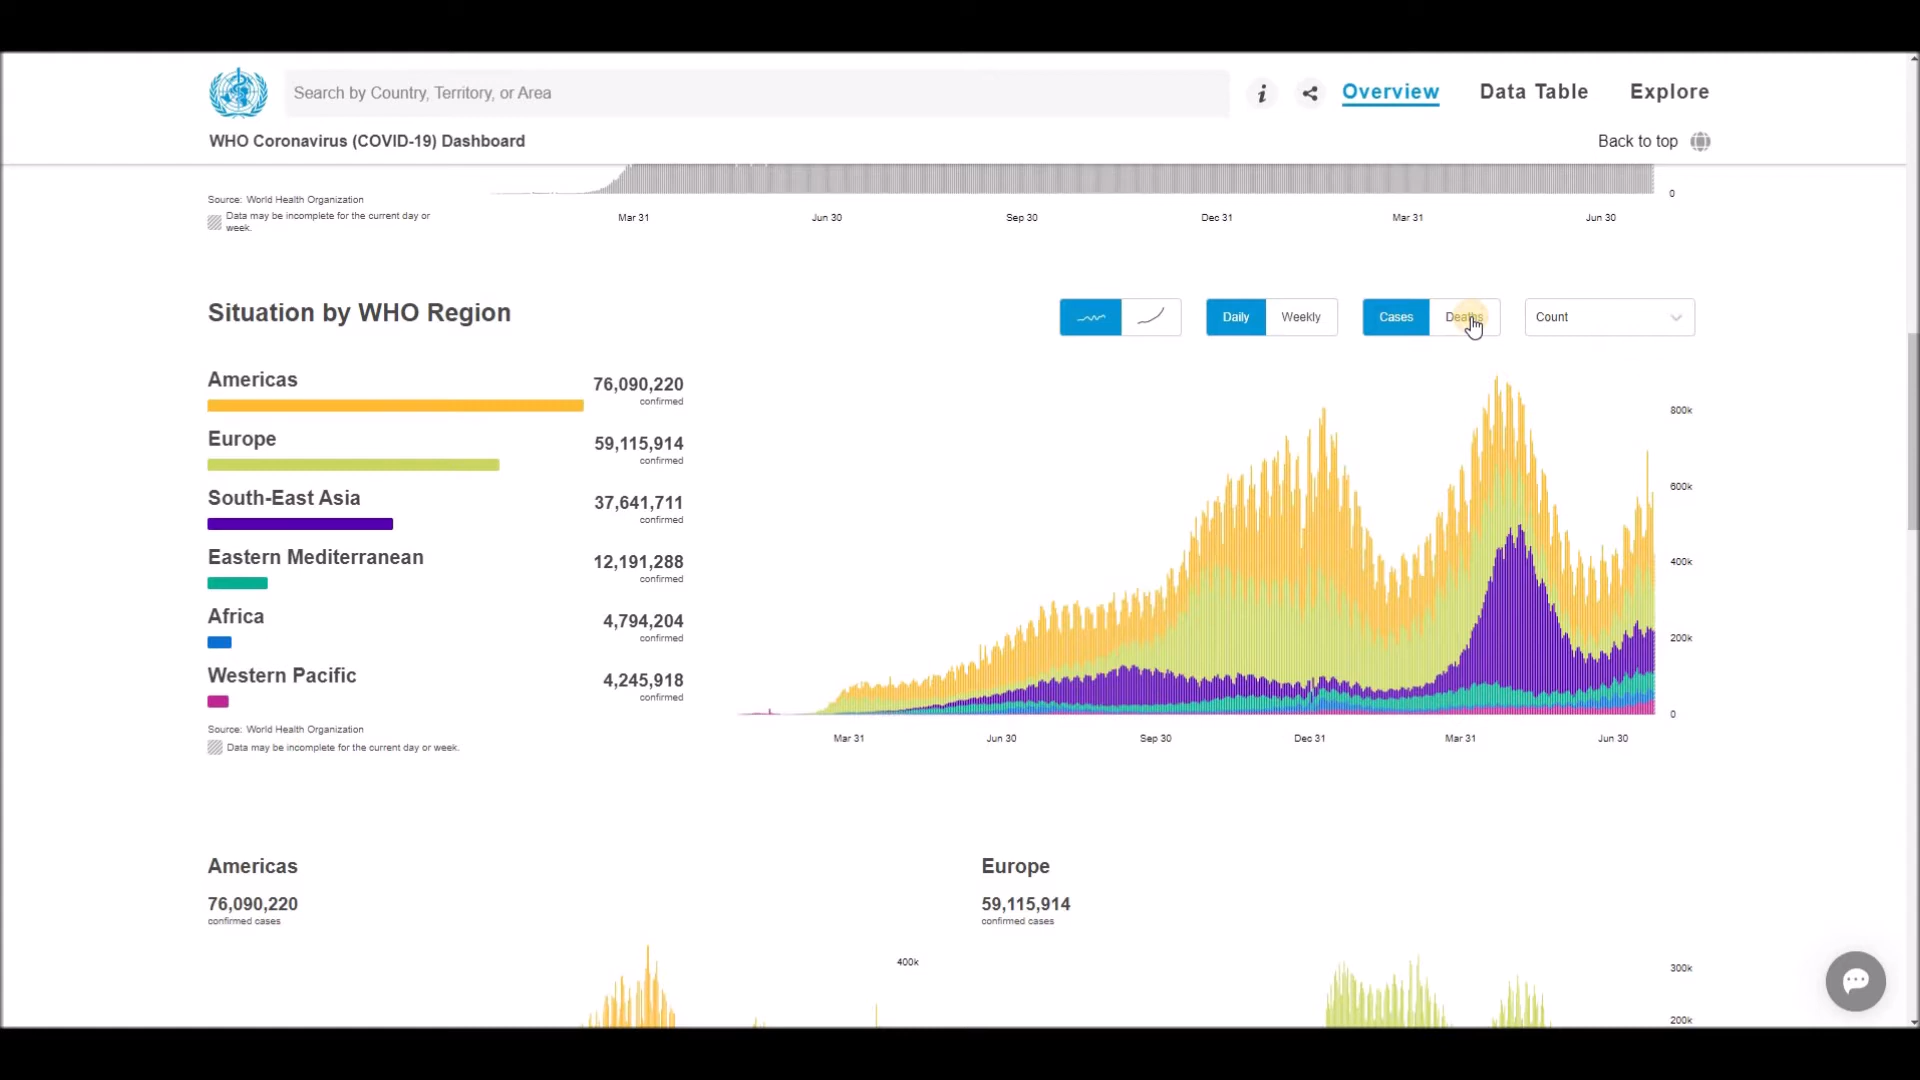 Search by Country, Territory, or Area
i
Overview
Data Table
Explore
WHO Coronavirus (COVID-19) Dashboard
Back to top
0
Source: World Health Organization
Data may be incomplete for the current day or
week.
Mar 31
Jun 30
Sep 30
Dec 31
Mar 31
Jun 30
Situation by WHO Region
Daily
Weekly
Cases
Deaths
Count
Americas
76,090,220
confirmed
Europe
59,115,914
confirmed
South-East Asia
37,641,711
confirmed
Eastern Mediterranean
12,191,288
confirmed
Africa
4,794,204
confirmed
Western Pacific
4,245,918
confirmed
Source: World Health Organization
Data may be incomplete for the current day or week.
800k
600k
400k
200k
0
Mar 31
Jun 30
Sep 30
Dec 31
Mar 31
Jun 30
Americas
76,090,220
confirmed cases
400k
Europe
59,115,914
confirmed cases
300k
200k